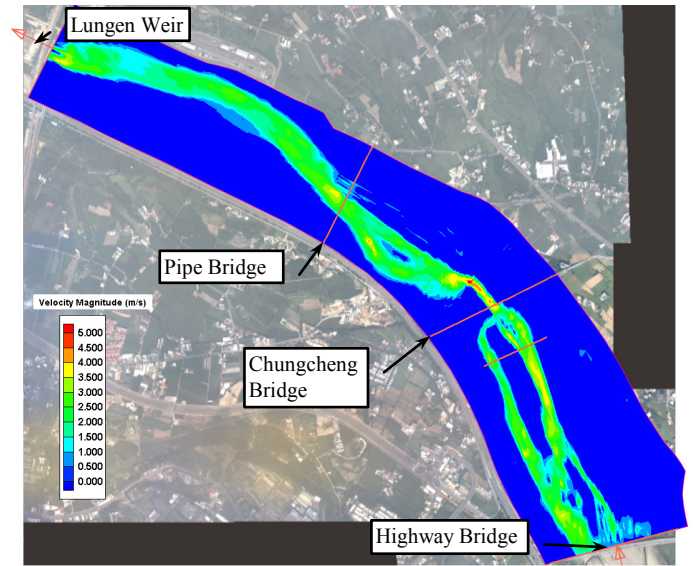 Lungen Weir
Pipe Bridge
Velocity Magnitude (m/s)
5.000
4.500
4.000
3.500
3.000
2.500
2.000
1.500
1.000
0.500
0.000
Chungcheng
Bridge
Highway Bridge